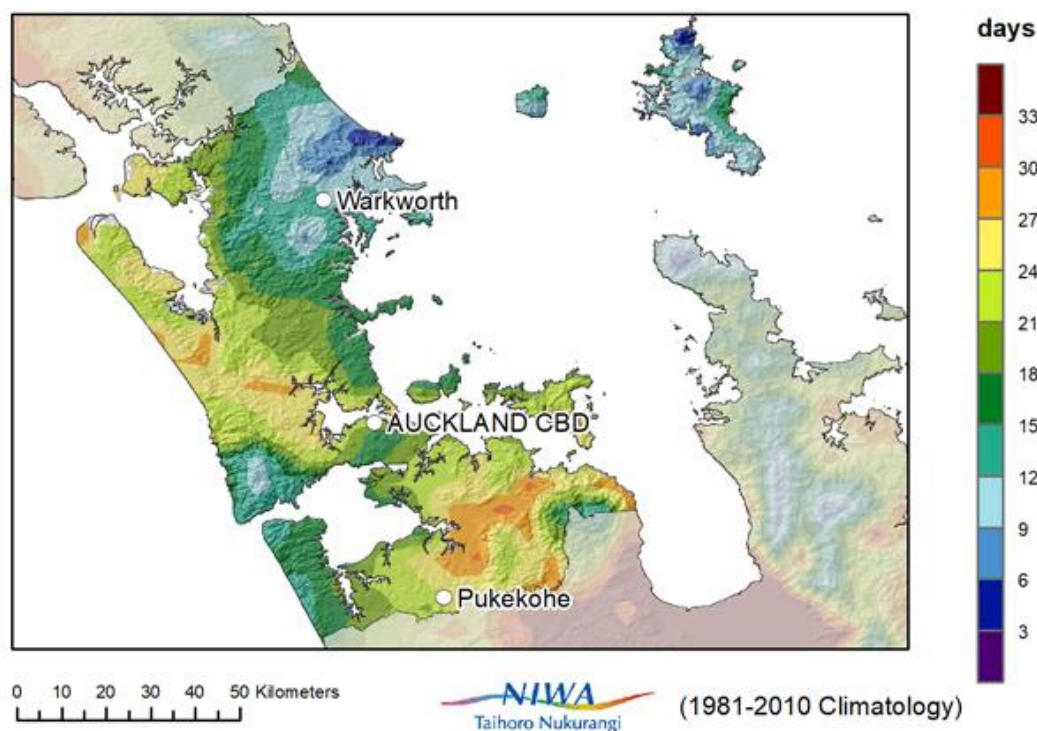 days
33
30
27
24
21
18
15
12
9
6
3
Warkworth
AUCKLAND CBD
Pukekohe
0 10 20 30 40 50 Kilometers
NIWA
Taihoro Nukurangi
(1981-2010 Climatology)